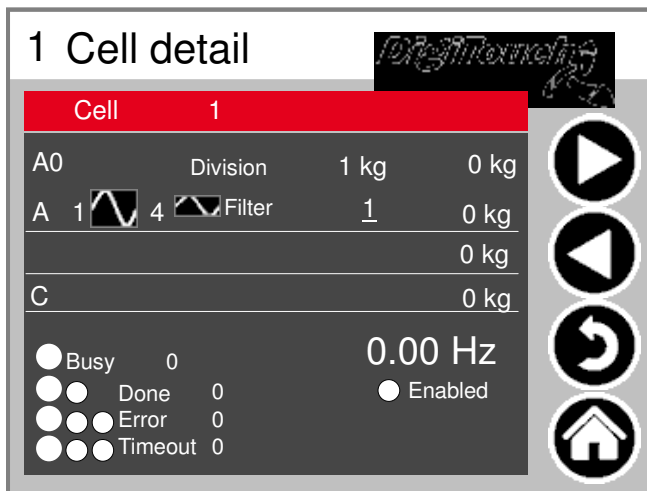 1 Cell detail
DigiTouch
Cell 1
A0 Division 1 kg 0 kg
A 1 4 Filter 1 0 kg
0 kg
C 0 kg
0.00 Hz
Busy 0
Enabled
Done 0
Error 0
Timeout 0